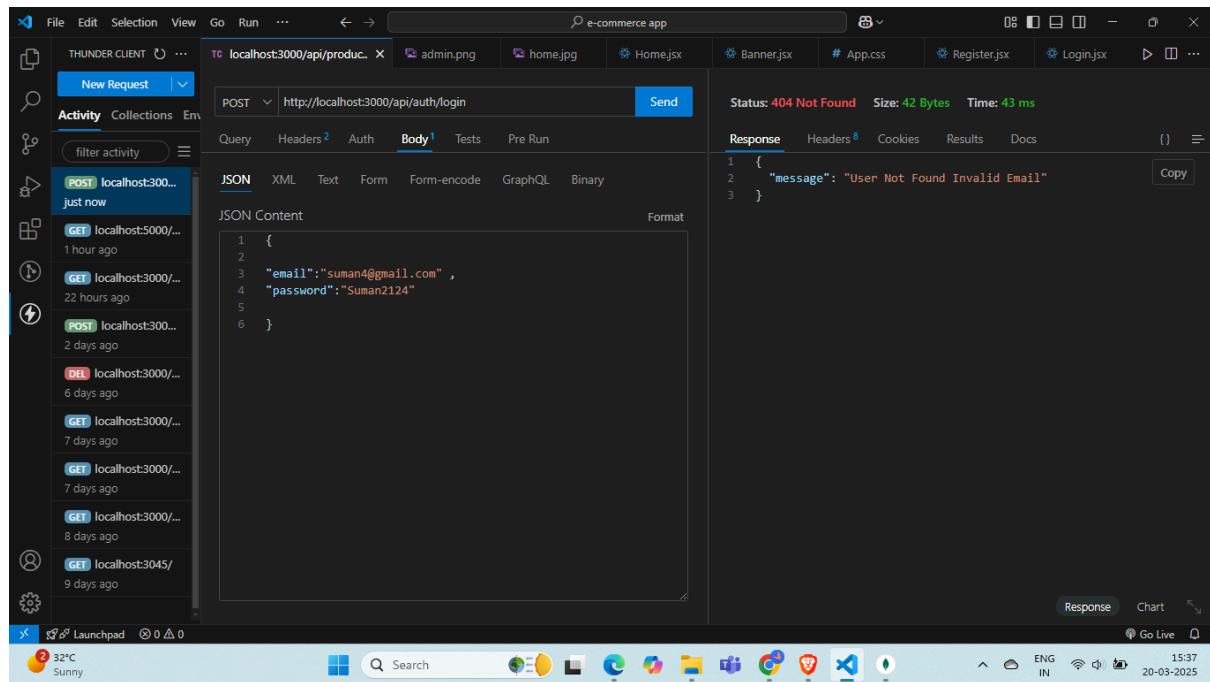 File Edit Selection View Go Run ··· e-commerce app
THUNDER CLIENT ···
New Request
Activity Collections Env
filter activity
POST localhost:300...
just now
GET localhost:5000/...
1 hour ago
GET localhost:3000/...
22 hours ago
POST localhost:300...
2 days ago
DEL localhost:3000/...
6 days ago
GET localhost:3000/...
7 days ago
GET localhost:3000/...
7 days ago
GET localhost:3000/...
8 days ago
GET localhost:3045/
9 days ago
TC localhost:3000/api/produc... admin.png home.jpg Home.jsx Banner.jsx # App.css Register.jsx Login.jsx ···
POST http://localhost:3000/api/auth/login Send
Query Headers 2 Auth Body 1 Tests Pre Run
JSON XML Text Form Form-encode GraphQL Binary
JSON Content Format
1 {
2
3 "email":"suman4@gmail.com" ,
4 "password":"Suman2124"
5
6 }
Status: 404 Not Found Size: 42 Bytes Time: 43 ms
Response Headers 8 Cookies Results Docs {}
1 {
2 "message": "User Not Found Invalid Email"
3 }
Copy
Response Chart
Launchpad 0 0 Go Live
2 32°C
Sunny
Search
ENG
IN
15:37
20-03-2025